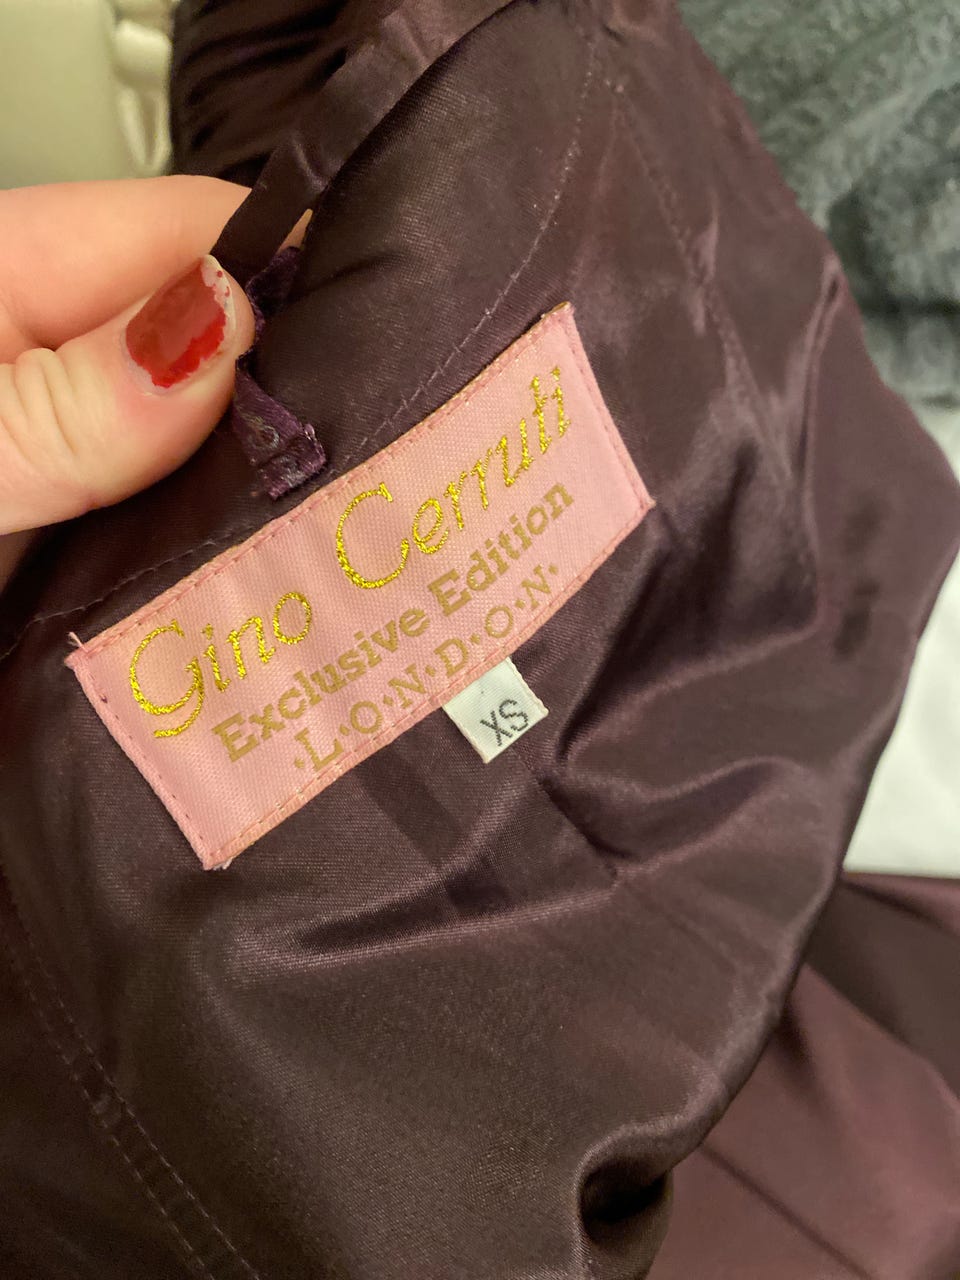 Gino Cerruti
Exclusive Edition
·L·O·N·D·O·N·
XS